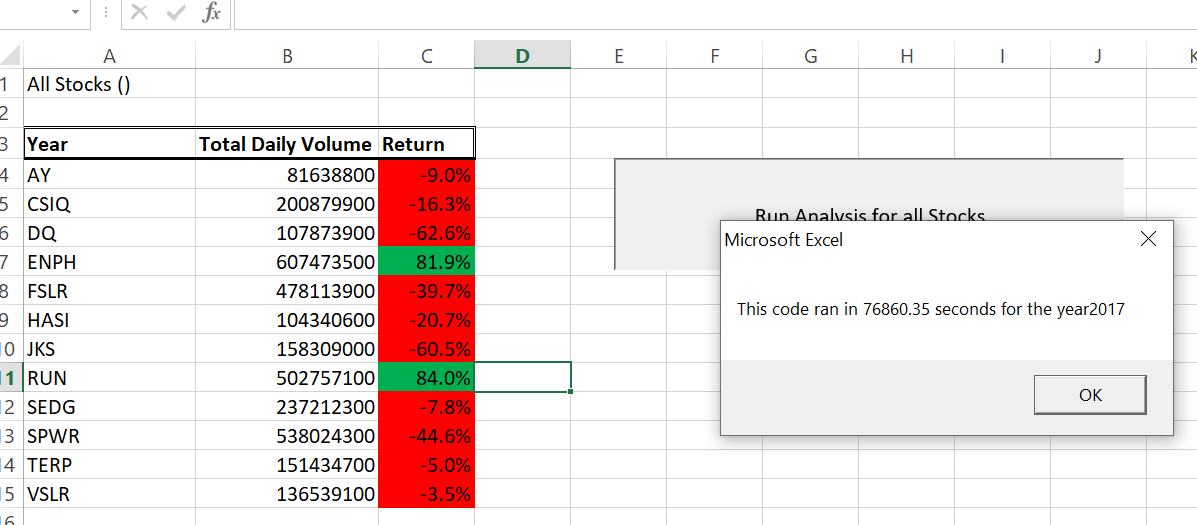 fx
A B C D E F G H I J K
1 All Stocks ()
2
3 Year Total Daily Volume Return
4 AY 81638800 -9.0%
5 CSIQ 200879900 -16.3%
6 DQ 107873900 -62.6%
7 ENPH 607473500 81.9%
8 FSLR 478113900 -39.7%
9 HASI 104340600 -20.7%
10 JKS 158309000 -60.5%
11 RUN 502757100 84.0%
12 SEDG 237212300 -7.8%
13 SPWR 538024300 -44.6%
14 TERP 151434700 -5.0%
15 VSLR 136539100 -3.5%
16
Run Analysis for all Stocks
Microsoft Excel
This code ran in 76860.35 seconds for the year2017
OK